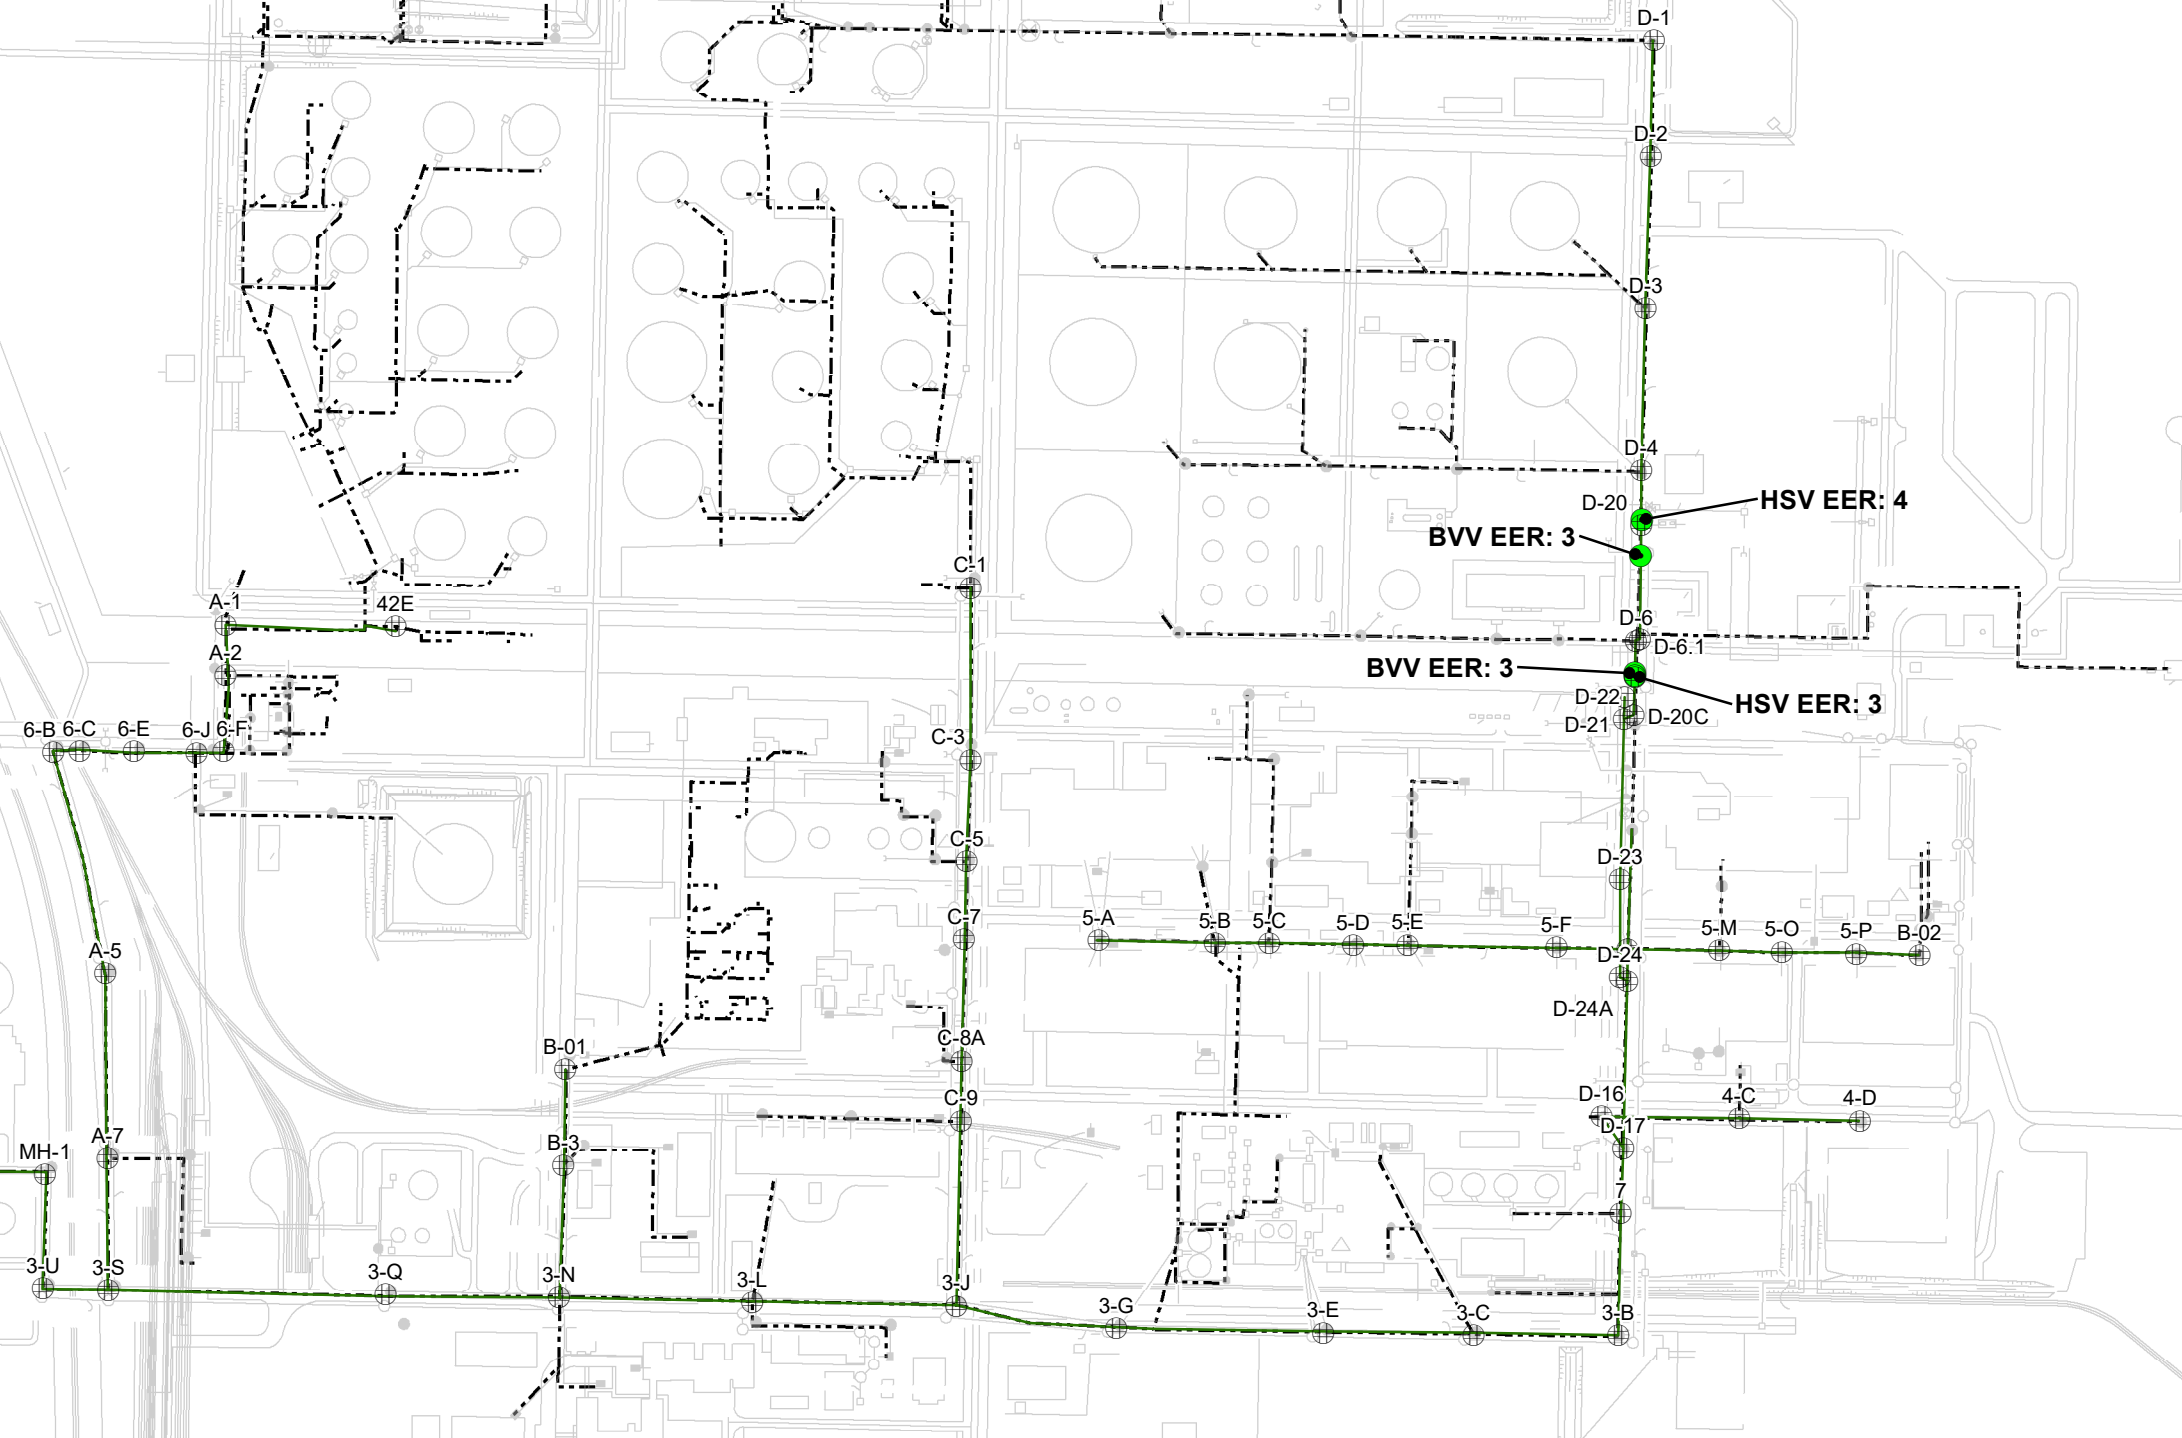 D-1
D-2
D-3
D-4
D-20
HSV EER: 4
BVV EER: 3
C-1
A-1
42E
D-6
D-6.1
A-2
BVV EER: 3
D-22
HSV EER: 3
D-21
D-20C
6-B
6-C
6-E
6-J
6-F
C-3
C-5
D-23
C-7
5-A
5-B
5-C
5-D
5-E
5-F
5-M
5-O
5-P
B-02
A-5
D-24
D-24A
B-01
C-8A
D-16
4-C
4-D
C-9
D-17
A-7
MH-1
B-3
7
3-U
3-S
3-Q
3-N
3-L
3-J
3-G
3-E
3-C
3-B